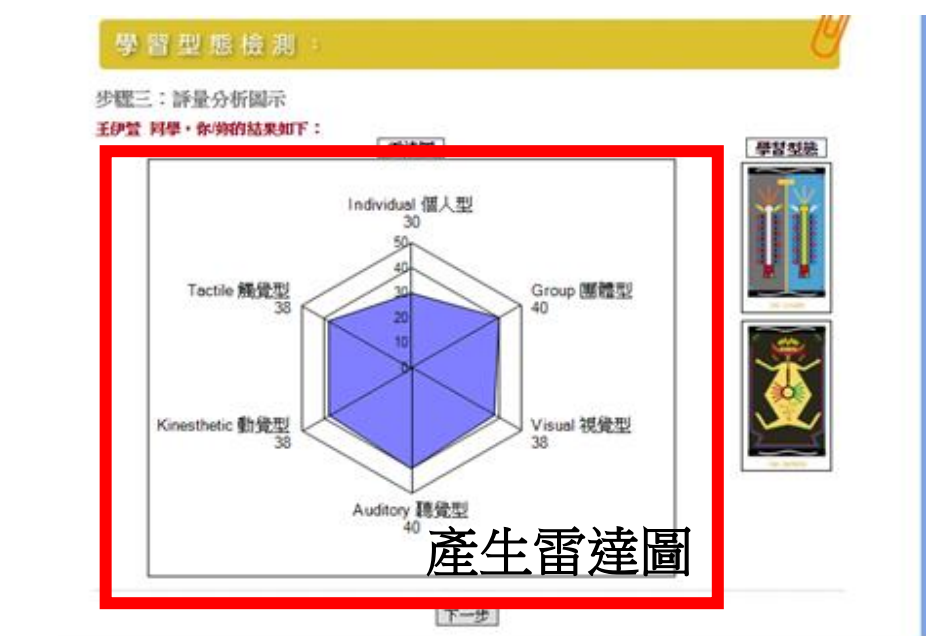 學習型態檢測：
步驟三：評量分析圖示
王伊萱 同學，你/妳的結果如下：
學習型態
Individual 個人型
30
50
40
30
20
10
0
Group 團體型
40
Visual 視覺型
38
Auditory 聽覺型
40
Kinesthetic 動覺型
38
Tactile 觸覺型
38
產生雷達圖
下一步